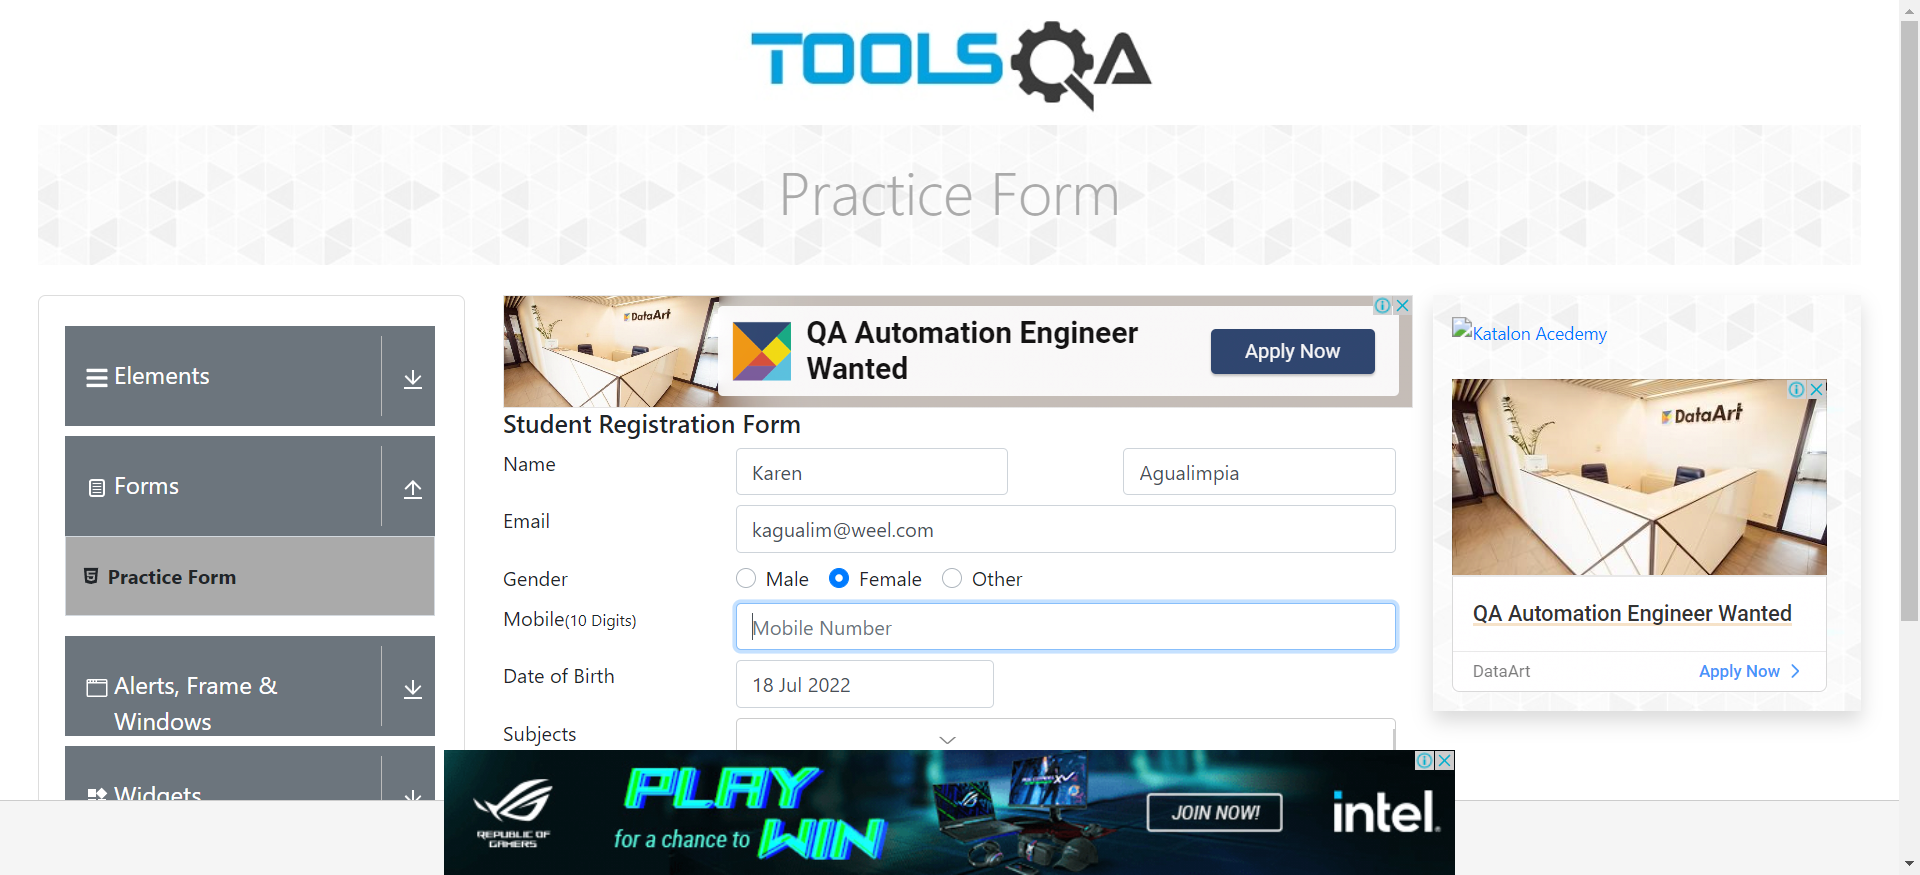 TOOLSQA
Practice Form
Elements
Forms
Practice Form
Alerts, Frame &
Windows
Widgets
DataArt
QA Automation Engineer
Wanted
Apply Now
Student Registration Form
Name
Karen
Agualimpia
Email
kagualim@weel.com
Gender
Male
Female
Other
Mobile(10 Digits)
Mobile Number
Date of Birth
18 Jul 2022
Subjects
Katalon Acedemy
DataArt
QA Automation Engineer Wanted
DataArt
Apply Now
REPUBLIC OF
GAMERS
PLAY
for a chance to WIN
JOIN NOW!
intel.